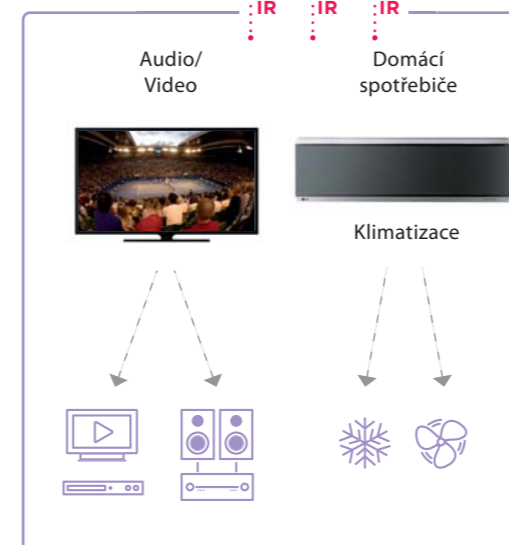 IR IR IR
Audio/
Video
Domácí
spotřebiče
Klimatizace